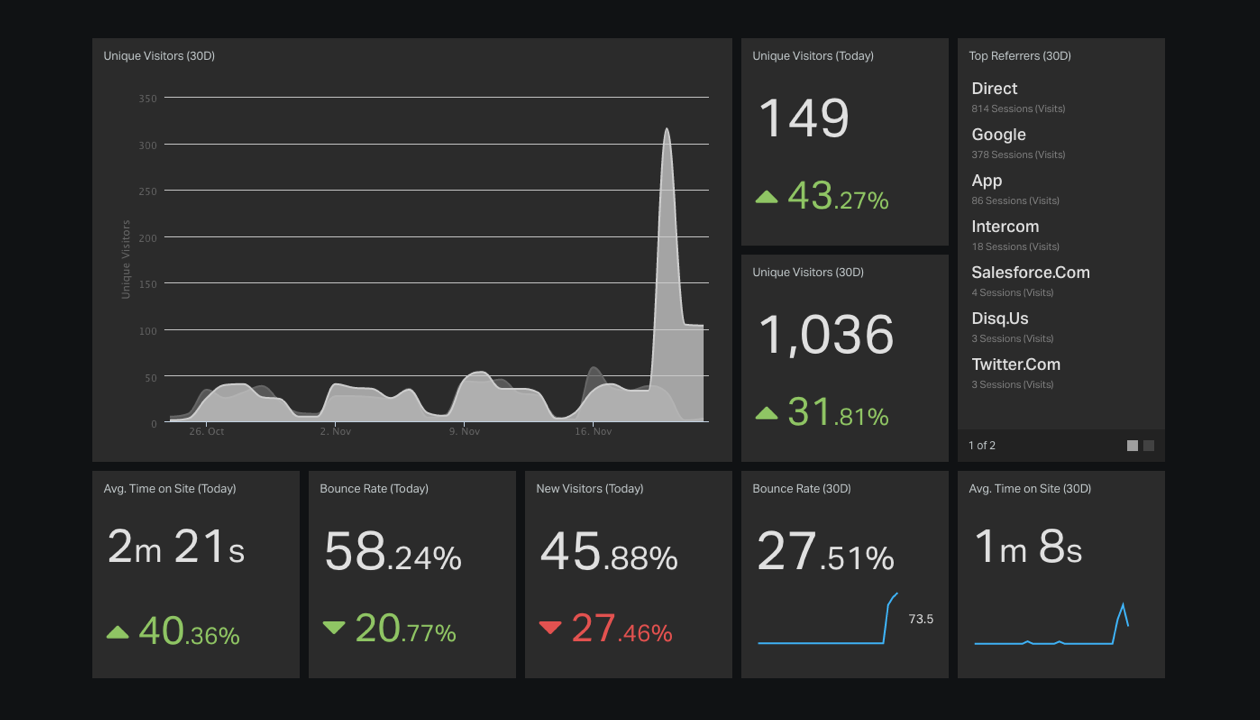 Unique Visitors (30D)
350
300
250
200
150
100
50
0
Unique Visitors
26. Oct
2. Nov
9. Nov
16. Nov
Unique Visitors (Today)
149
43.27%
Unique Visitors (30D)
1,036
31.81%
Top Referrers (30D)
Direct
814 Sessions (Visits)
Google
378 Sessions (Visits)
App
86 Sessions (Visits)
Intercom
18 Sessions (Visits)
Salesforce.Com
4 Sessions (Visits)
Disq.Us
3 Sessions (Visits)
Twitter.Com
3 Sessions (Visits)
1 of 2
Avg. Time on Site (Today)
2m 21s
40.36%
Bounce Rate (Today)
58.24%
20.77%
New Visitors (Today)
45.88%
27.46%
Bounce Rate (30D)
27.51%
73.5
Avg. Time on Site (30D)
1m 8s